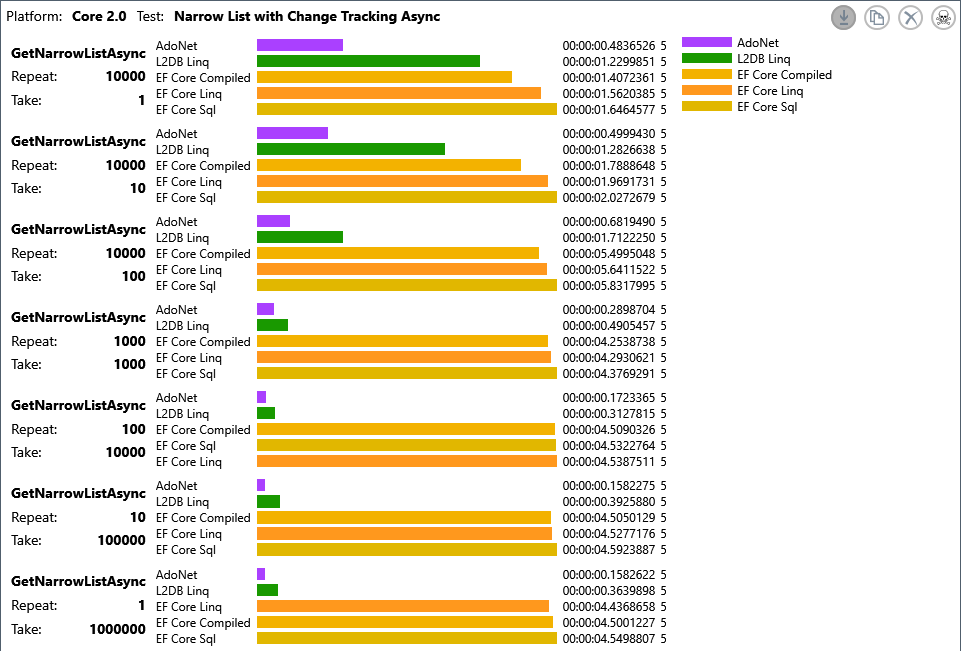 Platform: Core 2.0 Test: Narrow List with Change Tracking Async
GetNarrowListAsync
Repeat: 10000
Take: 1
AdoNet 00:00:00.4836526 5
L2DB Linq 00:00:01.2299851 5
EF Core Compiled 00:00:01.4072361 5
EF Core Linq 00:00:01.5620385 5
EF Core Sql 00:00:01.6464577 5
AdoNet
L2DB Linq
EF Core Compiled
EF Core Linq
EF Core Sql
GetNarrowListAsync
Repeat: 10000
Take: 10
AdoNet 00:00:00.4999430 5
L2DB Linq 00:00:01.2826638 5
EF Core Compiled 00:00:01.7888648 5
EF Core Linq 00:00:01.9691731 5
EF Core Sql 00:00:02.0272679 5
GetNarrowListAsync
Repeat: 10000
Take: 100
AdoNet 00:00:00.6819490 5
L2DB Linq 00:00:01.7122250 5
EF Core Compiled 00:00:05.4995048 5
EF Core Linq 00:00:05.6411522 5
EF Core Sql 00:00:05.8317995 5
GetNarrowListAsync
Repeat: 1000
Take: 1000
AdoNet 00:00:00.2898704 5
L2DB Linq 00:00:00.4905457 5
EF Core Compiled 00:00:04.2538738 5
EF Core Linq 00:00:04.2930621 5
EF Core Sql 00:00:04.3769291 5
GetNarrowListAsync
Repeat: 100
Take: 10000
AdoNet 00:00:00.1723365 5
L2DB Linq 00:00:00.3127815 5
EF Core Compiled 00:00:04.5090326 5
EF Core Sql 00:00:04.5322764 5
EF Core Linq 00:00:04.5387511 5
GetNarrowListAsync
Repeat: 10
Take: 100000
AdoNet 00:00:00.1582275 5
L2DB Linq 00:00:00.3925880 5
EF Core Compiled 00:00:04.5050129 5
EF Core Linq 00:00:04.5277176 5
EF Core Sql 00:00:04.5923887 5
GetNarrowListAsync
Repeat: 1
Take: 1000000
AdoNet 00:00:00.1582622 5
L2DB Linq 00:00:00.3639898 5
EF Core Linq 00:00:04.4368658 5
EF Core Compiled 00:00:04.5001227 5
EF Core Sql 00:00:04.5498807 5